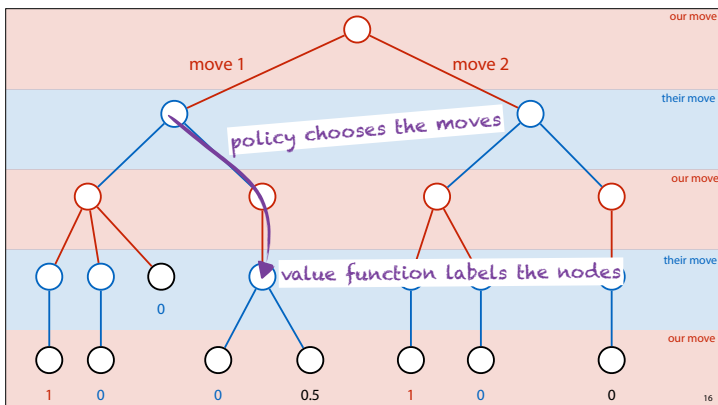 our move
move 1
move 2
their move
policy chooses the moves
our move
their move
value function labels the nodes
0
our move
1 0 0 0.5 1 0 0
16